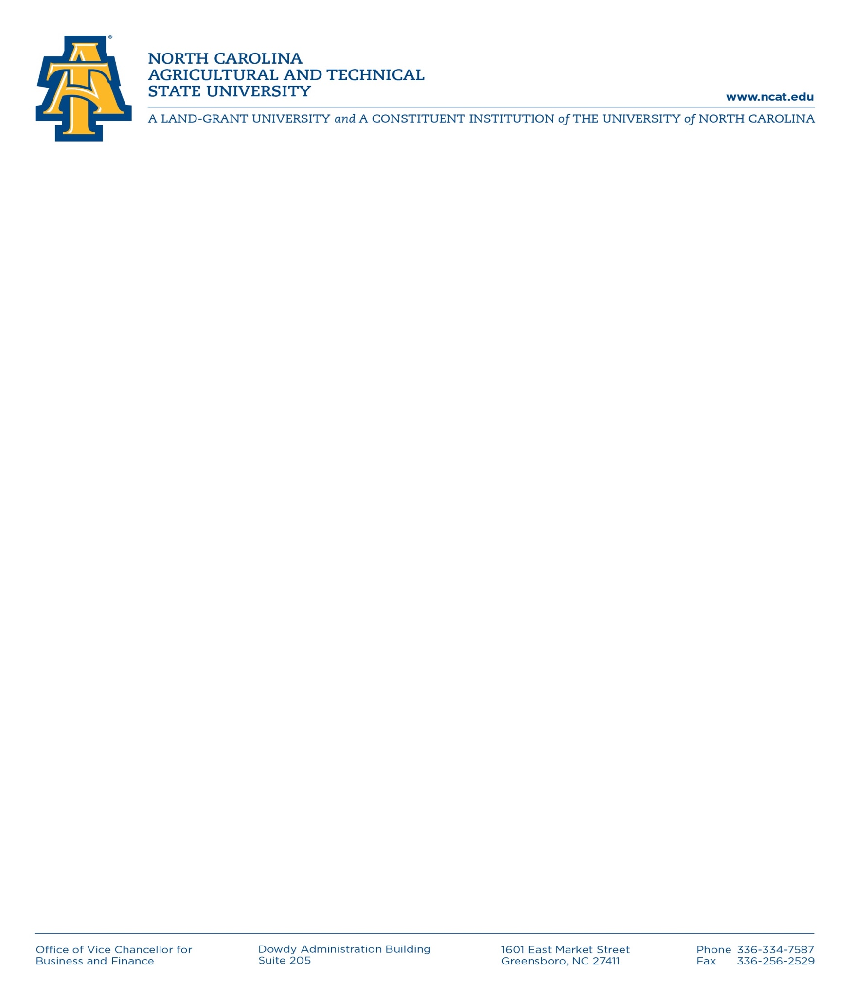 NORTH CAROLINA
AGRICULTURAL AND TECHNICAL
STATE UNIVERSITY
www.ncat.edu
A LAND-GRANT UNIVERSITY and A CONSTITUENT INSTITUTION of THE UNIVERSITY of NORTH CAROLINA
Office of Vice Chancellor for
Business and Finance
Dowdy Administration Building
Suite 205
1601 East Market Street
Greensboro, NC 27411
Phone 336-334-7587
Fax 336-256-2529